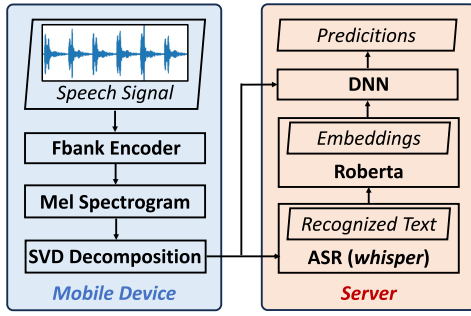 Speech Signal
Fbank Encoder
Mel Spectrogram
SVD Decomposition
Mobile Device
Predicitions
DNN
Embeddings
Roberta
Recognized Text
ASR (whisper)
Server